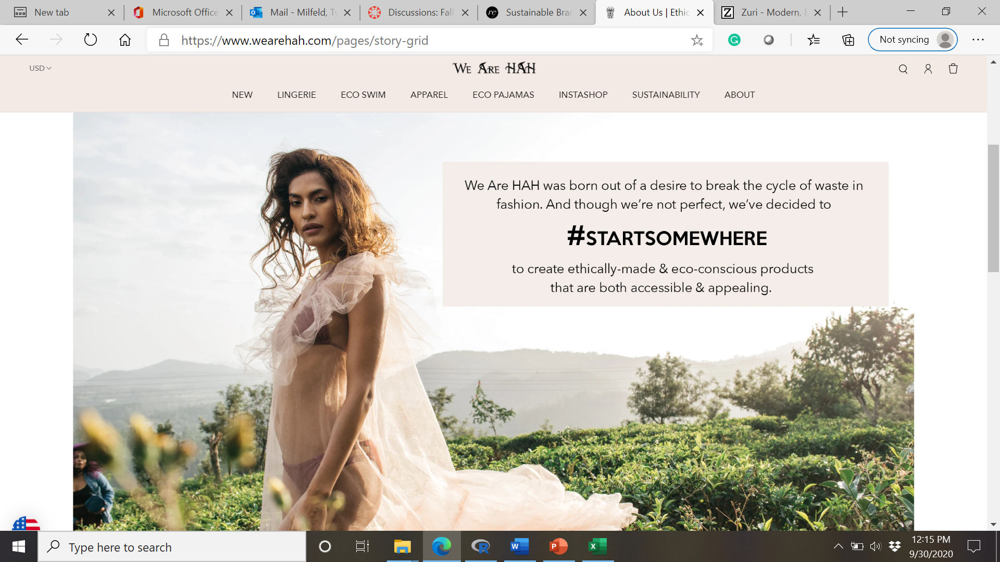 New tab
Microsoft Office
Mail - Milfeld, Ty
Discussions: Fall
Sustainable Bran
About Us | Ethic
Zuri - Modern, E
https://www.wearehah.com/pages/story-grid
Not syncing
USD
We Are HAH
NEW LINGERIE ECO SWIM APPAREL ECO PAJAMAS INSTASHOP SUSTAINABILITY ABOUT
We Are HAH was born out of a desire to break the cycle of waste in
fashion. And though we're not perfect, we've decided to
#STARTSOMEWHERE
to create ethically-made & eco-conscious products
that are both accessible & appealing.
Type here to search
12:15 PM
9/30/2020